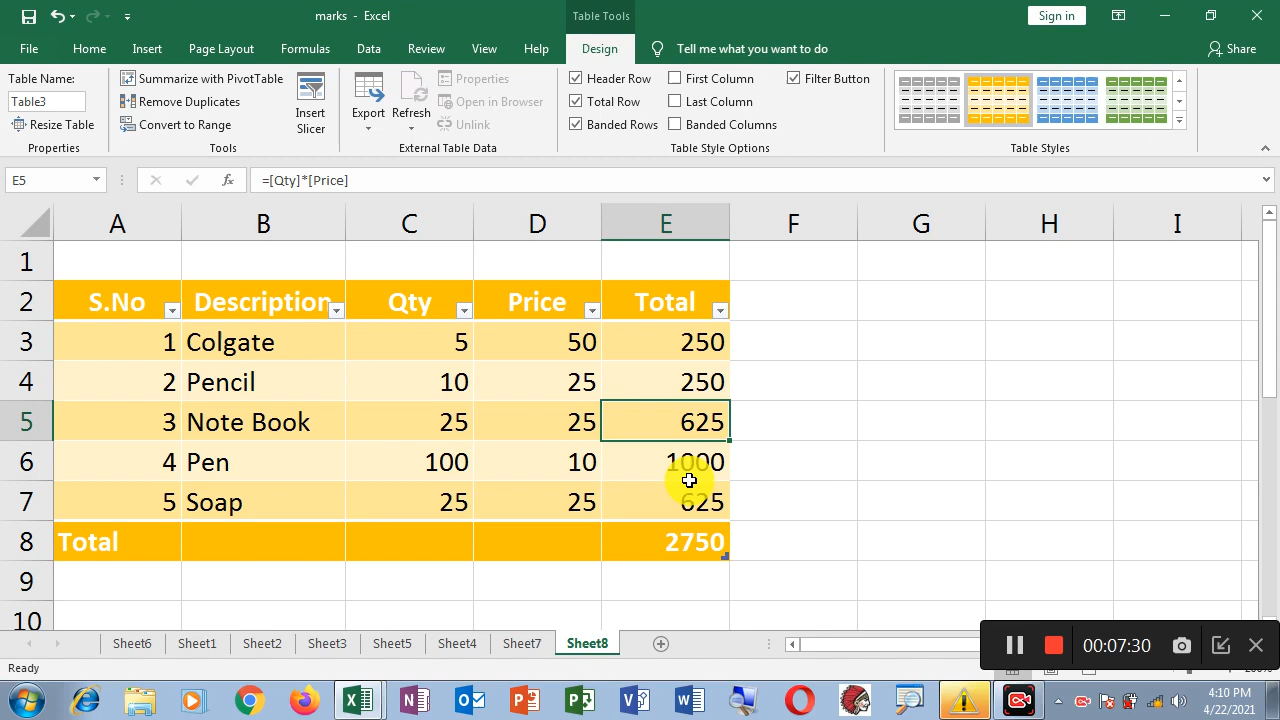 marks - Excel
Table Tools
Sign in
File Home Insert Page Layout Formulas Data Review View Help Design Tell me what you want to do Share
Table Name:
Table3
Resize Table
Properties
Summarize with PivotTable
Remove Duplicates
Convert to Range
Tools
Insert Slicer
Export Refresh
Properties
Open in Browser
Unlink
External Table Data
Header Row First Column Filter Button
Total Row Last Column
Banded Rows Banded Columns
Table Style Options
Table Styles
E5 fx =[Qty]*[Price]
A B C D E F G H I
1
2 S.No Description Qty Price Total
3 1 Colgate 5 50 250
4 2 Pencil 10 25 250
5 3 Note Book 25 25 625
6 4 Pen 100 10 1000
7 5 Soap 25 25 625
8 Total 2750
9
10
Sheet6 Sheet1 Sheet2 Sheet3 Sheet5 Sheet4 Sheet7 Sheet8
00:07:30
Ready
4:10 PM
4/22/2021